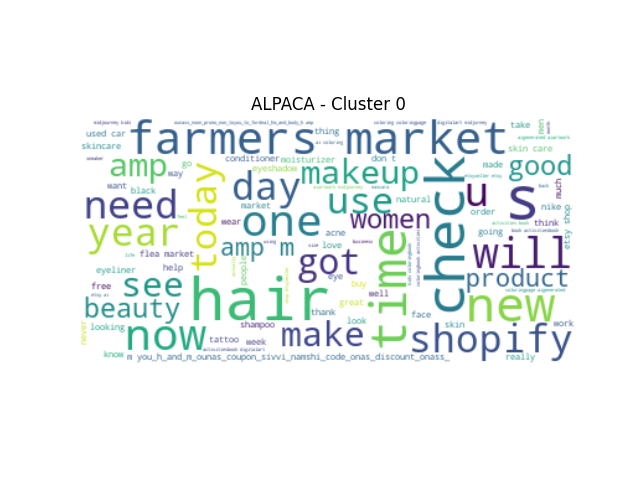 ALPACA - Cluster 0
used car
farmers market
thing
take
men
skincare
amp
go
may
conditioner
moisturizer
eyeshadow
don t
makeup
made
skin care
good
want
black
today
day
market
need
use
natural
check
u
s
much
nike
order
think
etsy shop
year
one
women
wear
acne
flea market
amp m
love
going
will
help
people
got
eye
time
product
eyeliner
free
see
hair
buy
great
well
face
new
beauty
thank
look
skin
work
never
looking
now
tattoo
shampoo
week
make
shopify
know
m you_h_and_m_ounas_coupon_sivvi_namshi_code_onas_discount_onass_
really